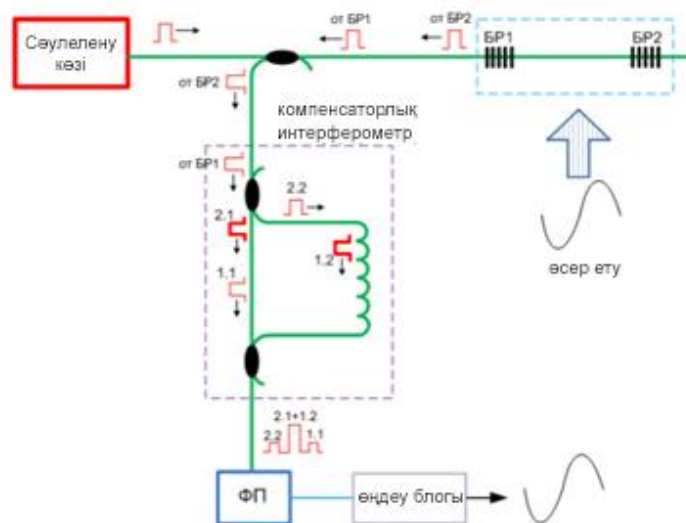 Сәулелену
көзі
от БР1
от БР2
БР1
БР2
от БР2
компенсаторлық
интерферометр
от БР1
2.2
2.1
1.2
1.1
әсер ету
2.1+1.2
2.2
1.1
ФП
өңдеу блогы